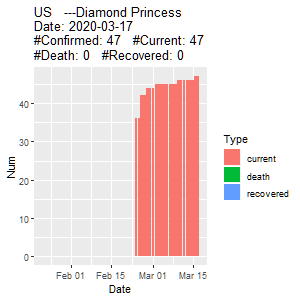 US   ---Diamond Princess
Date: 2020-03-17
#Confirmed: 47   #Current: 47
#Death: 0   #Recovered: 0
Num
40
30
20
10
0
Feb 01
Feb 15
Mar 01
Mar 15
Date
Type
current
death
recovered